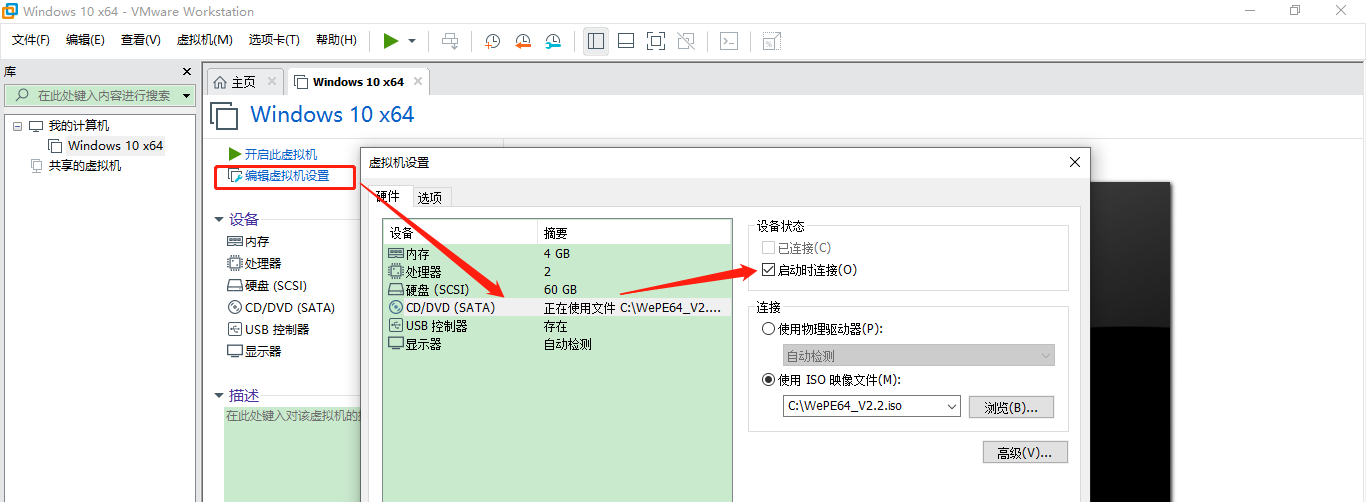 Windows 10 x64 - VMware Workstation
文件(F) 编辑(E) 查看(V) 虚拟机(M) 选项卡(T) 帮助(H)
库
在此处键入内容进行搜索
我的计算机
Windows 10 x64
共享的虚拟机
主页
Windows 10 x64
Windows 10 x64
开启此虚拟机
编辑虚拟机设置
设备
内存
处理器
硬盘 (SCSI)
CD/DVD (SATA)
USB 控制器
显示器
描述
在此处键入对该虚拟机的
虚拟机设置
硬件 选项
设备 摘要
内存 4 GB
处理器 2
硬盘 (SCSI) 60 GB
CD/DVD (SATA) 正在使用文件 C:\WePE64_V2....
USB 控制器 存在
显示器 自动检测
设备状态
已连接(C)
启动时连接(O)
连接
使用物理驱动器(P):
自动检测
使用 ISO 映像文件(M):
C:\WePE64_V2.2.iso 浏览(B)...
高级(V)...